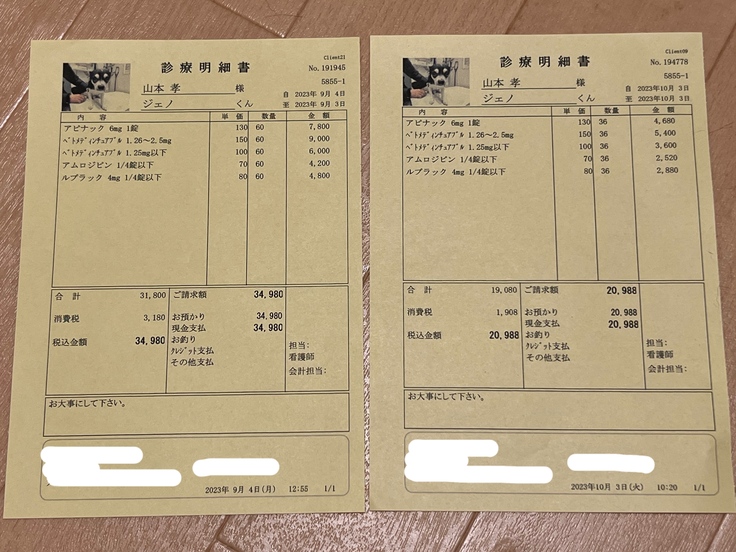 Client21
診療明細書
No.191945
5855-1
山本 孝 様
自 2023年 9月 4日
ジェノ くん
至 2023年 9月 3日
内容 単価 数量 金額
アピナック 6mg 1錠 130 60 7,800
ベトメディンチュアブル 1.26～2.5mg 150 60 9,000
ベトメディンチュアブル 1.25mg以下 100 60 6,000
アムロジピン 1/4錠以下 70 60 4,200
ルプラック 4mg 1/4錠以下 80 60 4,800
合計 31,800 ご請求額 34,980
消費税 3,180 お預かり 34,980
現金支払 34,980
税込金額 34,980 お釣り
クレジット支払
その他支払
担当:
看護師
会計担当:
お大事にして下さい。
2023年 9月 4日(月) 12:55 1/1
Client09
診療明細書
No.194778
5855-1
山本 孝 様
自 2023年10月 3日
ジェノ くん
至 2023年10月 3日
内容 単価 数量 金額
アピナック 6mg 1錠 130 36 4,680
ベトメディンチュアブル 1.26～2.5mg 150 36 5,400
ベトメディンチュアブル 1.25mg以下 100 36 3,600
アムロジピン 1/4錠以下 70 36 2,520
ルプラック 4mg 1/4錠以下 80 36 2,880
合計 19,080 ご請求額 20,988
消費税 1,908 お預かり 20,988
現金支払 20,988
税込金額 20,988 お釣り
クレジット支払
その他支払
担当:
看護師
会計担当:
お大事にして下さい。
2023年10月 3日(火) 10:20 1/1